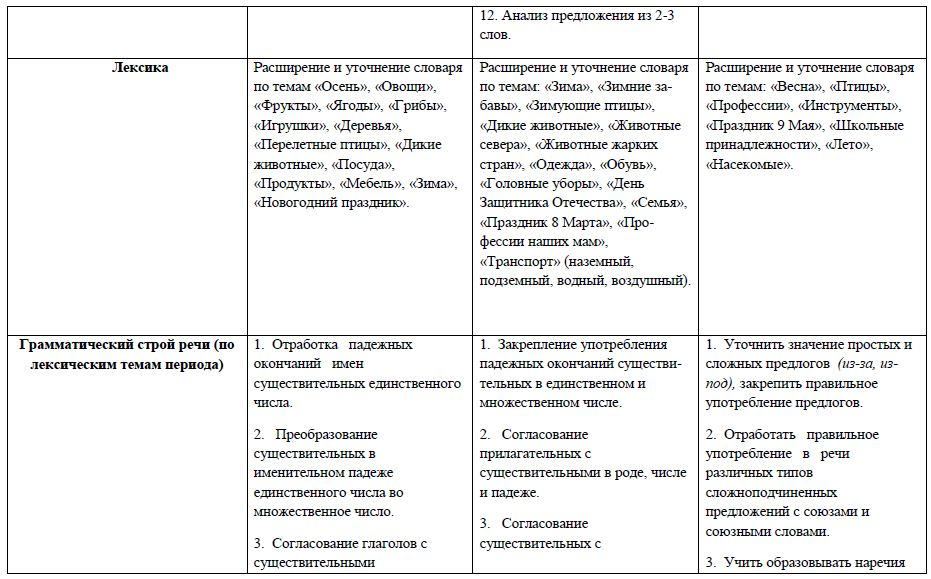 12. Анализ предложения из 2-3
слов.
Лексика
Расширение и уточнение словаря
по темам «Осень», «Овощи»,
«Фрукты», «Ягоды», «Грибы»,
«Игрушки», «Деревья»,
«Перелетные птицы», «Дикие
животные», «Посуда»,
«Продукты», «Мебель», «Зима»,
«Новогодний праздник».
Расширение и уточнение словаря
по темам: «Зима», «Зимние за-
бавы», «Зимующие птицы»,
«Дикие животные», «Животные
севера», «Животные жарких
стран», «Одежда», «Обувь»,
«Головные уборы», «День
Защитника Отечества», «Семья»,
«Праздник 8 Марта», «Про-
фессии наших мам»,
«Транспорт» (наземный,
подземный, водный, воздушный).
Расширение и уточнение словаря
по темам: «Весна», «Птицы»,
«Профессии», «Инструменты»,
«Праздник 9 Мая», «Школьные
принадлежности», «Лето»,
«Насекомые».
Грамматический строй речи (по
лексическим темам периода)
1. Отработка падежных
окончаний имен
существительных единственного
числа.
2. Преобразование
существительных в
именительном падеже
единственного числа во
множественное число.
3. Согласование глаголов с
существительными
1. Закрепление употребления
падежных окончаний существи-
тельных в единственном и
множественном числе.
2. Согласование
прилагательных с
существительными в роде, числе
и падеже.
3. Согласование
существительных с
1. Уточнить значение простых и
сложных предлогов (из-за, из-
под), закрепить правильное
употребление предлогов.
2. Отработать правильное
употребление в речи
различных типов
сложноподчиненных
предложений с союзами и
союзными словами.
3. Учить образовывать наречия